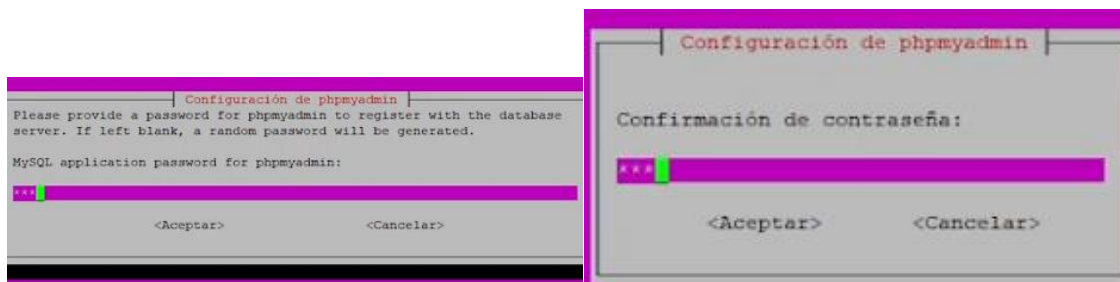 Configuración de phpmyadmin
Please provide a password for phpmyadmin to register with the database
server. If left blank, a random password will be generated.
MySQL application password for phpmyadmin:
***
<Aceptar> <Cancelar>
Configuración de phpmyadmin
Confirmación de contraseña:
***
<Aceptar> <Cancelar>